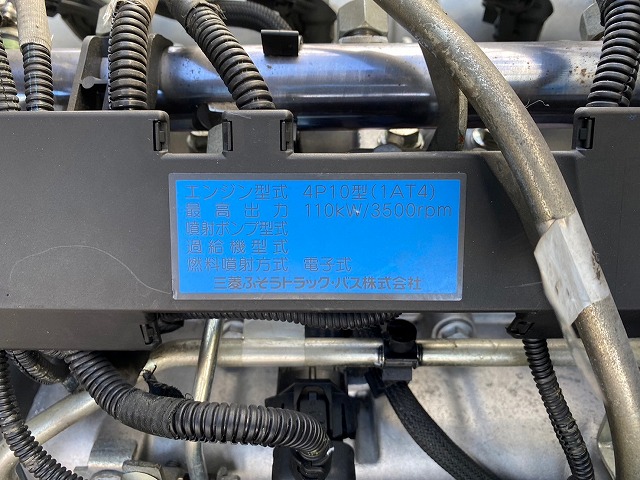 エンジン型式 4P10型(1AT4)
最高出力 110kW/3500rpm
噴射ポンプ型式
過給機型式
燃料噴射方式 電子式
三菱ふそうトラック・バス株式会社